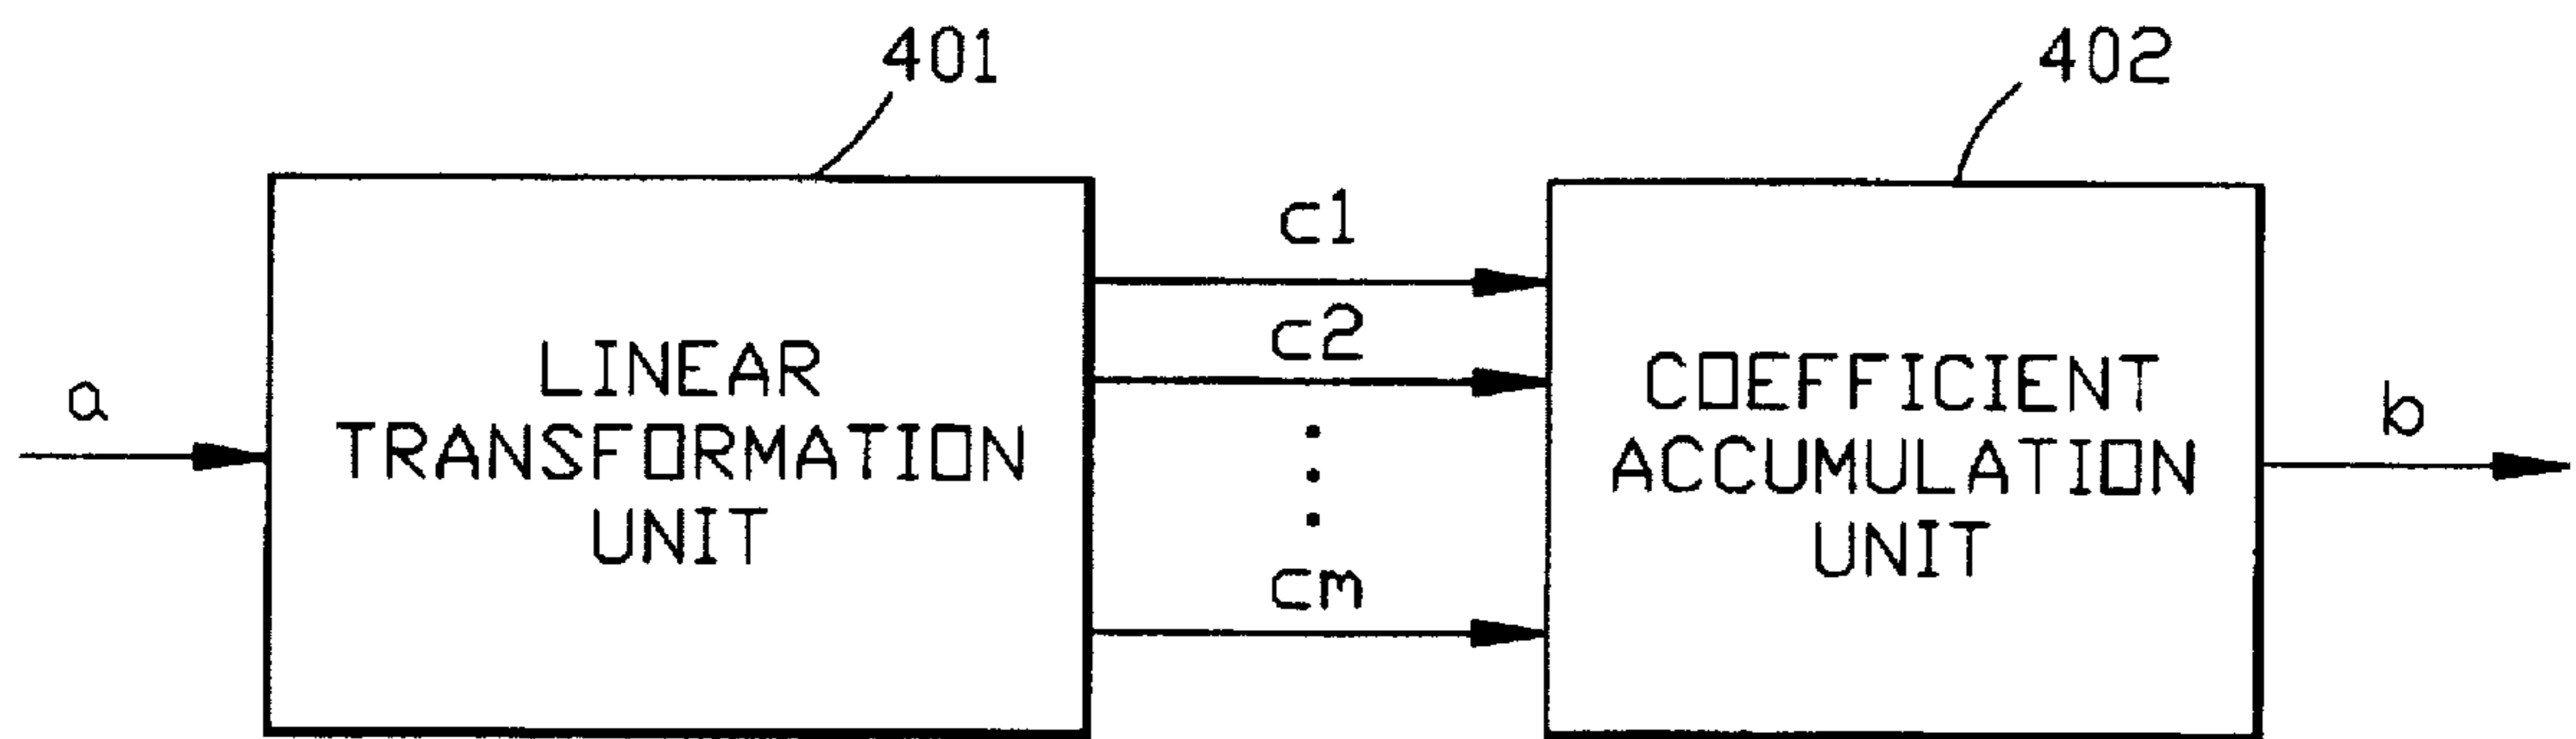 401
402
c1
c2
cm
a
LINEAR
TRANSFORMATION
UNIT
COEFFICIENT
ACCUMULATION
UNIT
b